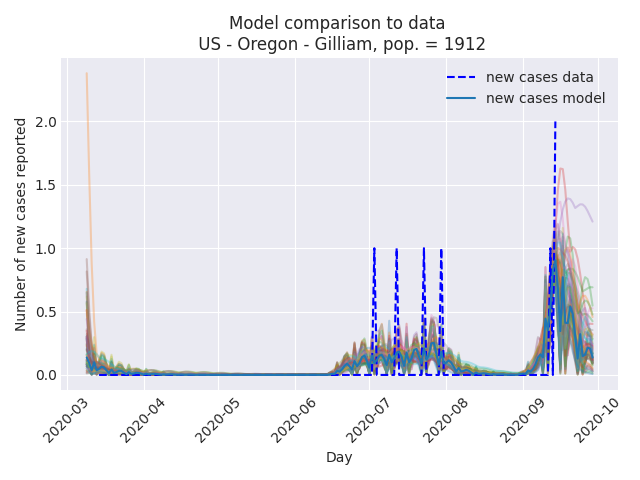 Model comparison to data
US - Oregon - Gilliam, pop. = 1912
new cases data
new cases model
Number of new cases reported
2.0
1.5
1.0
0.5
0.0
2020-03
2020-04
2020-05
2020-06
2020-07
2020-08
2020-09
2020-10
Day